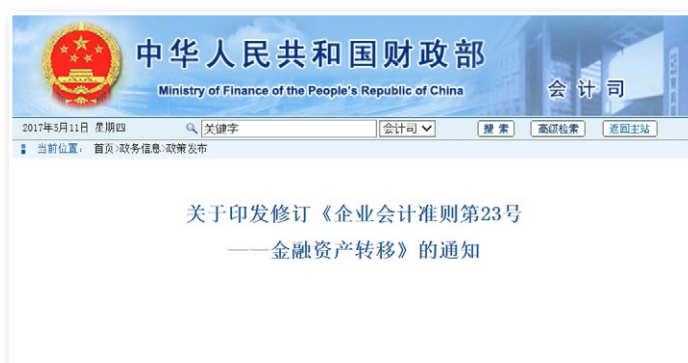 中华人民共和国财政部
Ministry of Finance of the People's Republic of China
会计司
2017年5月11日 星期四 关键字 会计司 搜索 高级检索 返回主站
当前位置： 首页>政务信息>政策发布
关于印发修订《企业会计准则第23号
——金融资产转移》的通知